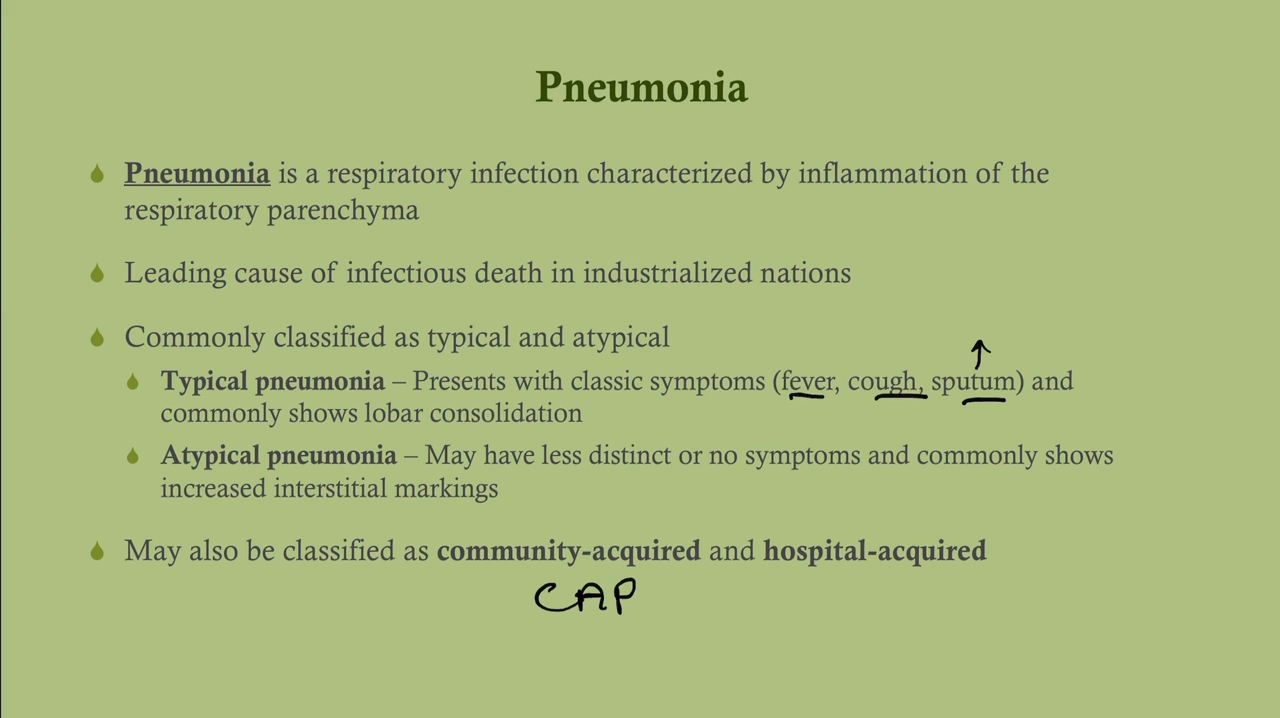 Pneumonia
Pneumonia is a respiratory infection characterized by inflammation of the
respiratory parenchyma
Leading cause of infectious death in industrialized nations
Commonly classified as typical and atypical
Typical pneumonia – Presents with classic symptoms (fever, cough, sputum) and
commonly shows lobar consolidation
Atypical pneumonia – May have less distinct or no symptoms and commonly shows
increased interstitial markings
May also be classified as community-acquired and hospital-acquired
CAP